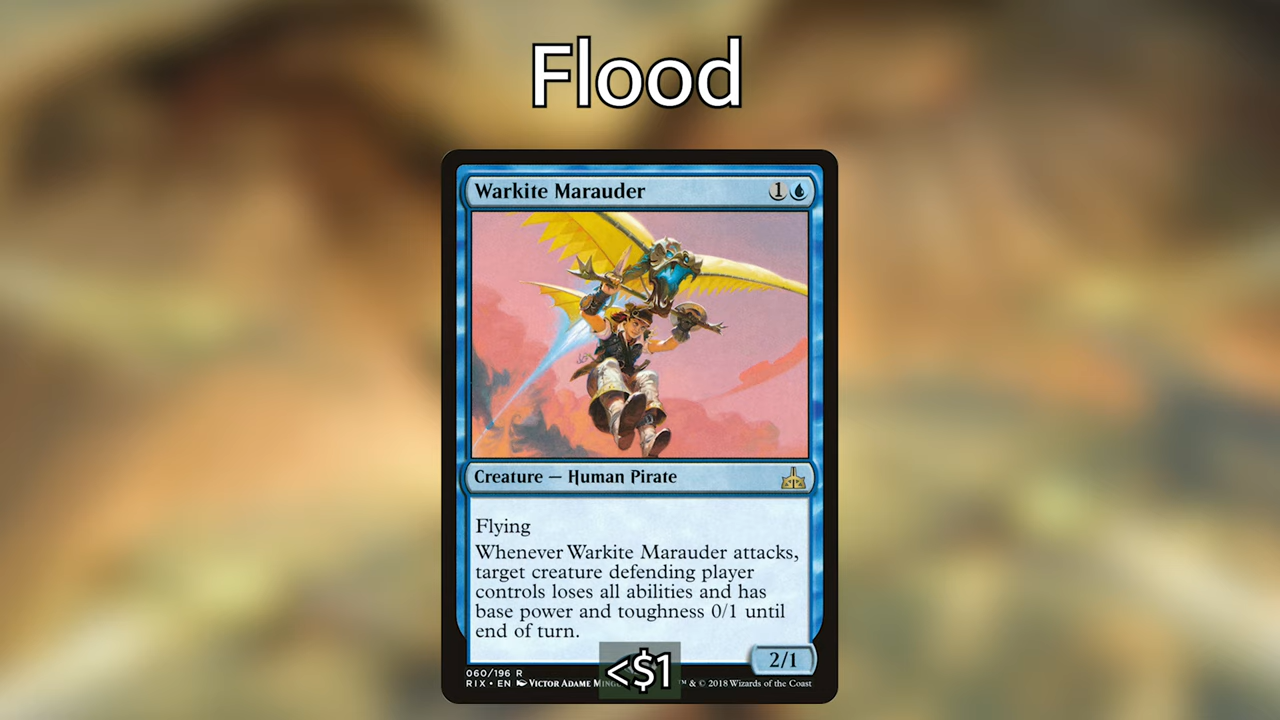 Flood
Warkite Marauder 1
Creature — Human Pirate
Flying
Whenever Warkite Marauder attacks,
target creature defending player
controls loses all abilities and has
base power and toughness 0/1 until
end of turn.
2/1
<$1
060/196 R
RIX • EN VICTOR ADAME ™ & © 2018 Wizards of the Coast